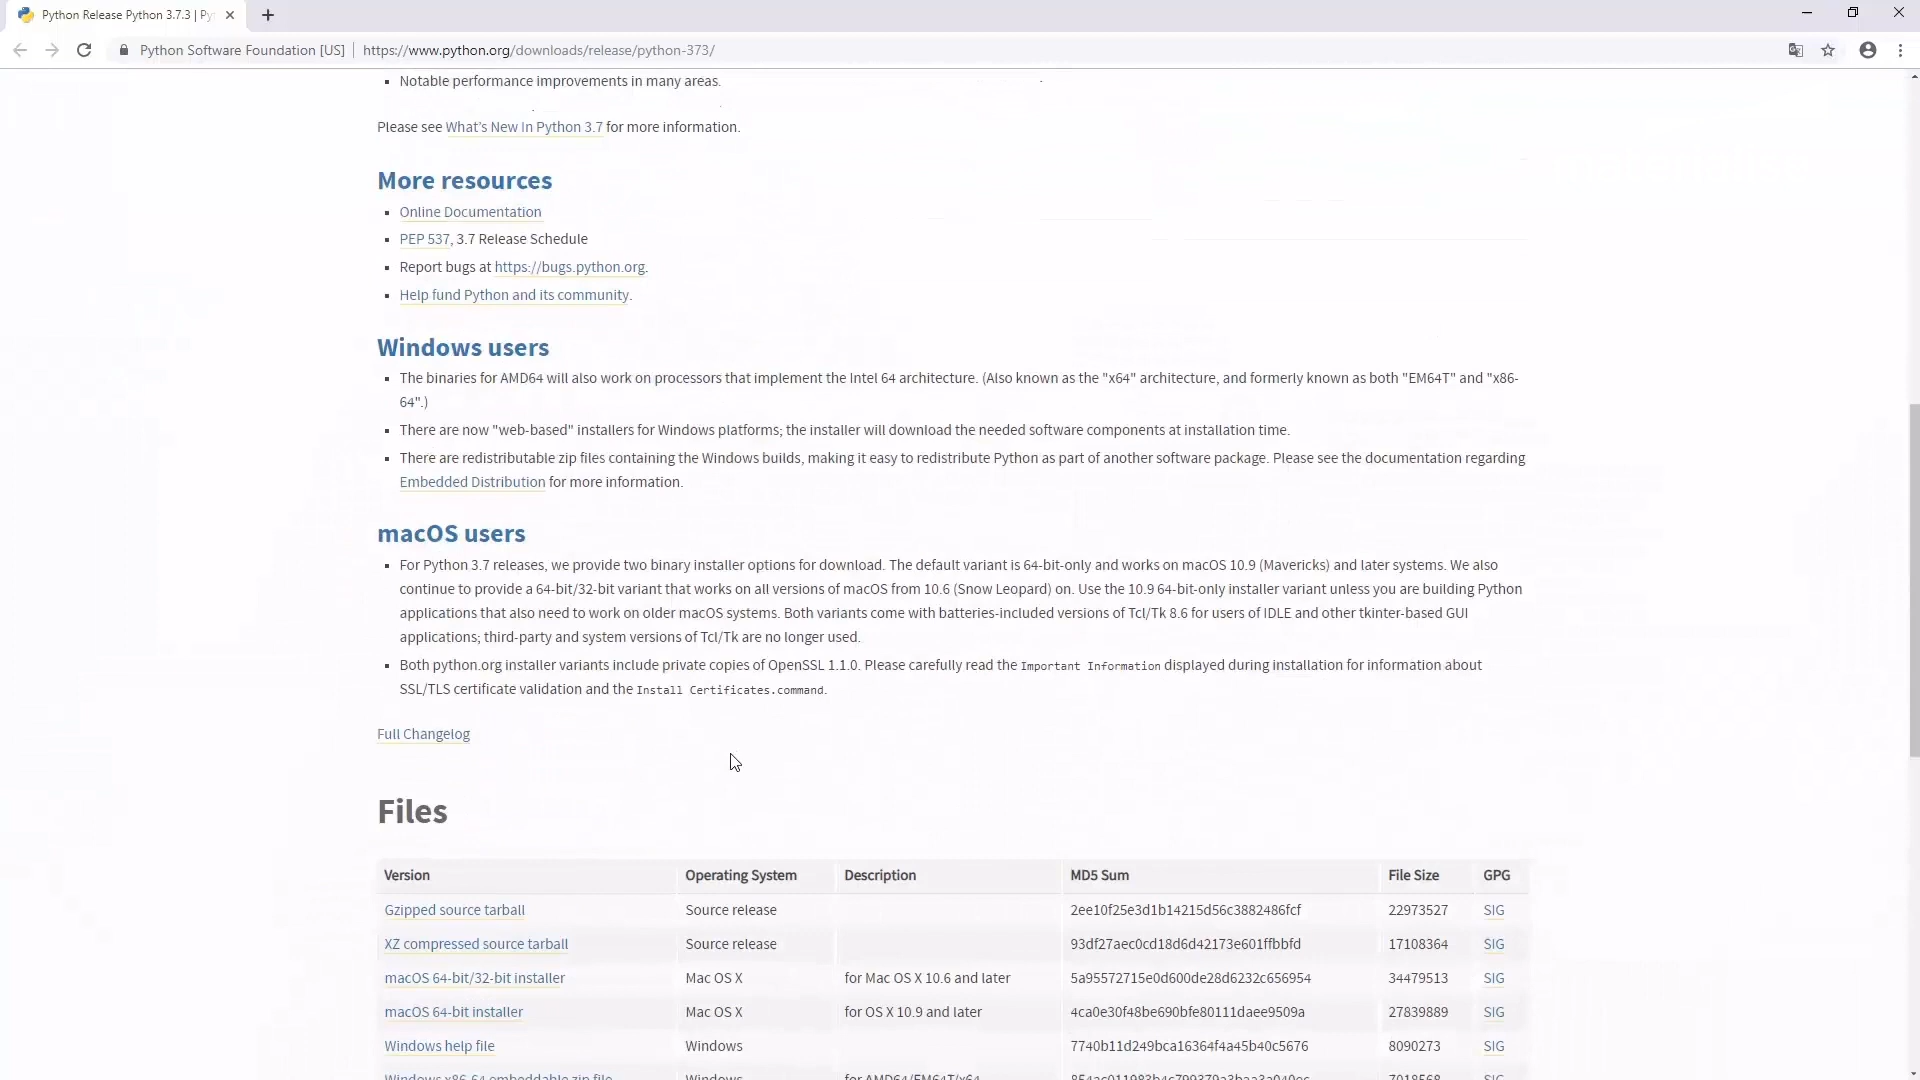 Python Release Python 3.7.3 | Py
Python Software Foundation [US] | https://www.python.org/downloads/release/python-373/
Notable performance improvements in many areas.
Please see What's New In Python 3.7 for more information.
More resources
Online Documentation
PEP 537, 3.7 Release Schedule
Report bugs at https://bugs.python.org.
Help fund Python and its community.
Windows users
The binaries for AMD64 will also work on processors that implement the Intel 64 architecture. (Also known as the "x64" architecture, and formerly known as both "EM64T" and "x86-
64".)
There are now "web-based" installers for Windows platforms; the installer will download the needed software components at installation time.
There are redistributable zip files containing the Windows builds, making it easy to redistribute Python as part of another software package. Please see the documentation regarding
Embedded Distribution for more information.
macOS users
For Python 3.7 releases, we provide two binary installer options for download. The default variant is 64-bit-only and works on macOS 10.9 (Mavericks) and later systems. We also
continue to provide a 64-bit/32-bit variant that works on all versions of macOS from 10.6 (Snow Leopard) on. Use the 10.9 64-bit-only installer variant unless you are building Python
applications that also need to work on older macOS systems. Both variants come with batteries-included versions of Tcl/Tk 8.6 for users of IDLE and other tkinter-based GUI
applications; third-party and system versions of Tcl/Tk are no longer used.
Both python.org installer variants include private copies of OpenSSL 1.1.0. Please carefully read the Important Information displayed during installation for information about
SSL/TLS certificate validation and the Install Certificates.command.
Full Changelog
Files
Version Operating System Description MD5 Sum File Size GPG
Gzipped source tarball Source release 2ee10f25e3d1b14215d56c3882486fcf 22973527 SIG
XZ compressed source tarball Source release 93df27aec0cd18d6d42173e601ffbbfd 17108364 SIG
macOS 64-bit/32-bit installer Mac OS X for Mac OS X 10.6 and later 5a95572715e0d600de28d6232c656954 34479513 SIG
macOS 64-bit installer Mac OS X for OS X 10.9 and later 4ca0e30f48be690bfe80111daee9509a 27839889 SIG
Windows help file Windows 7740b11d249bca16364f4a45b40c5676 8090273 SIG
Windows x86-64 embeddable zip file Windows for AMD64/EM64T/x64 854ac011983b4c799379a3baa3a040ec 7018568 SIG